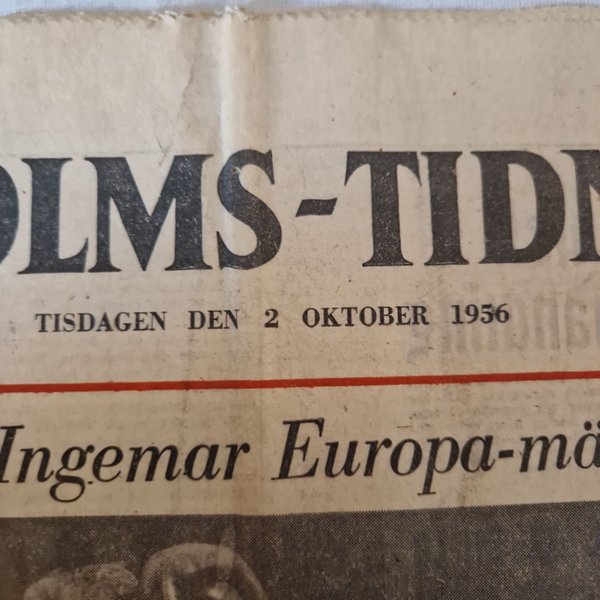 OLMS-TIDN
TISDAGEN DEN 2 OKTOBER 1956
Ingemar Europa-mä